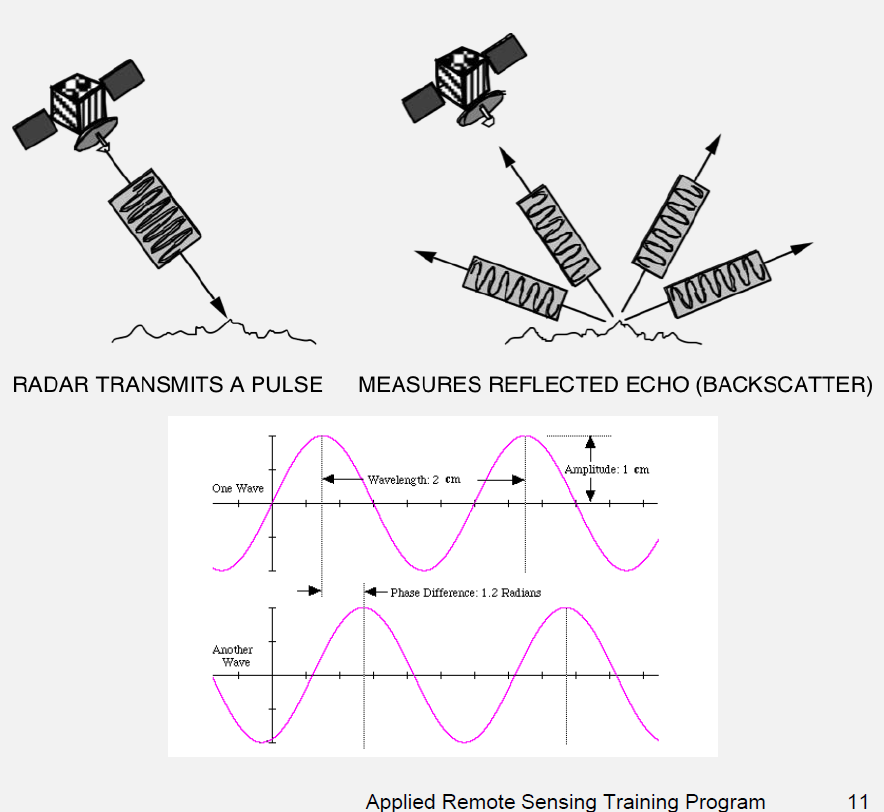 RADAR TRANSMITS A PULSE
MEASURES REFLECTED ECHO (BACKSCATTER)
One Wave
Wavelength: 2 cm
Amplitude: 1 cm
Phase Difference: 1.2 Radians
Another
Wave
Applied Remote Sensing Training Program
11